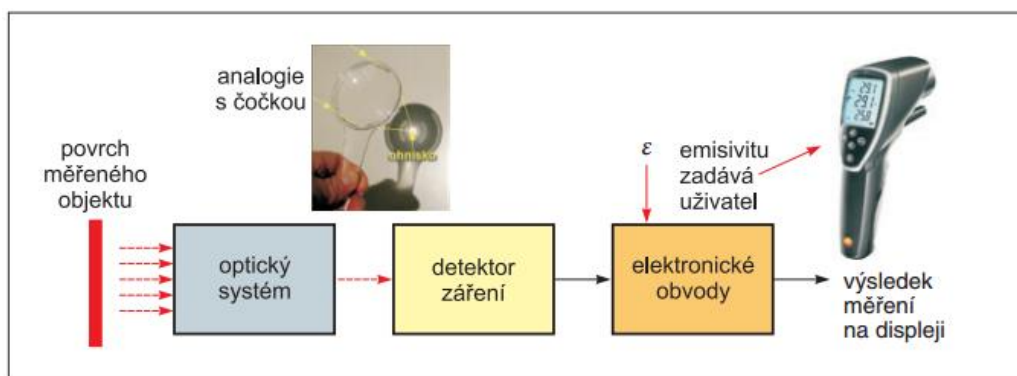 analogie
s čočkou
ohnisko
povrch
měřeného
objektu
optický
systém
detektor
záření
ε
emisivitu
zadává
uživatel
elektronické
obvody
výsledek
měření
na displeji